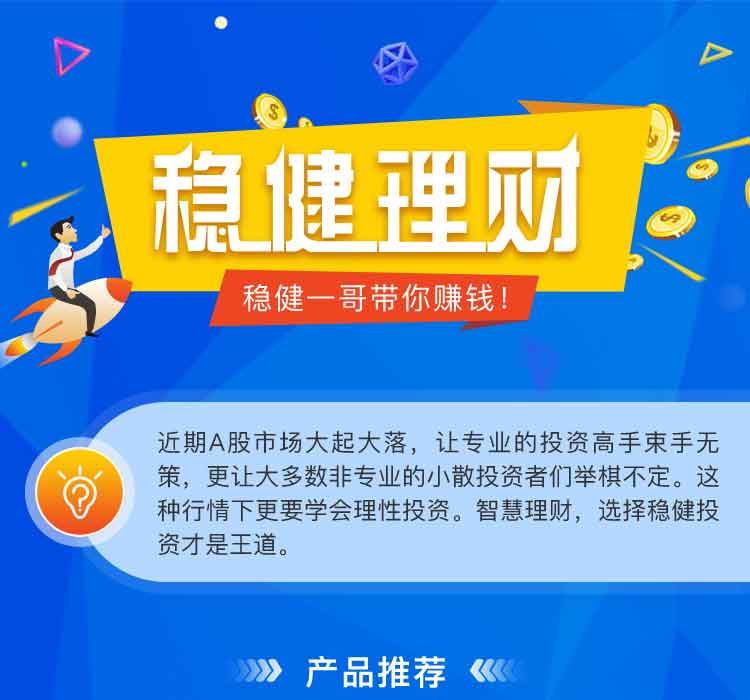 稳健理财
稳健一哥带你赚钱！
近期A股市场大起大落，让专业的投资高手束手无
策，更让大多数非专业的小散投资者们举棋不定。这
种行情下更要学会理性投资。智慧理财，选择稳健投
资才是王道。
产品推荐